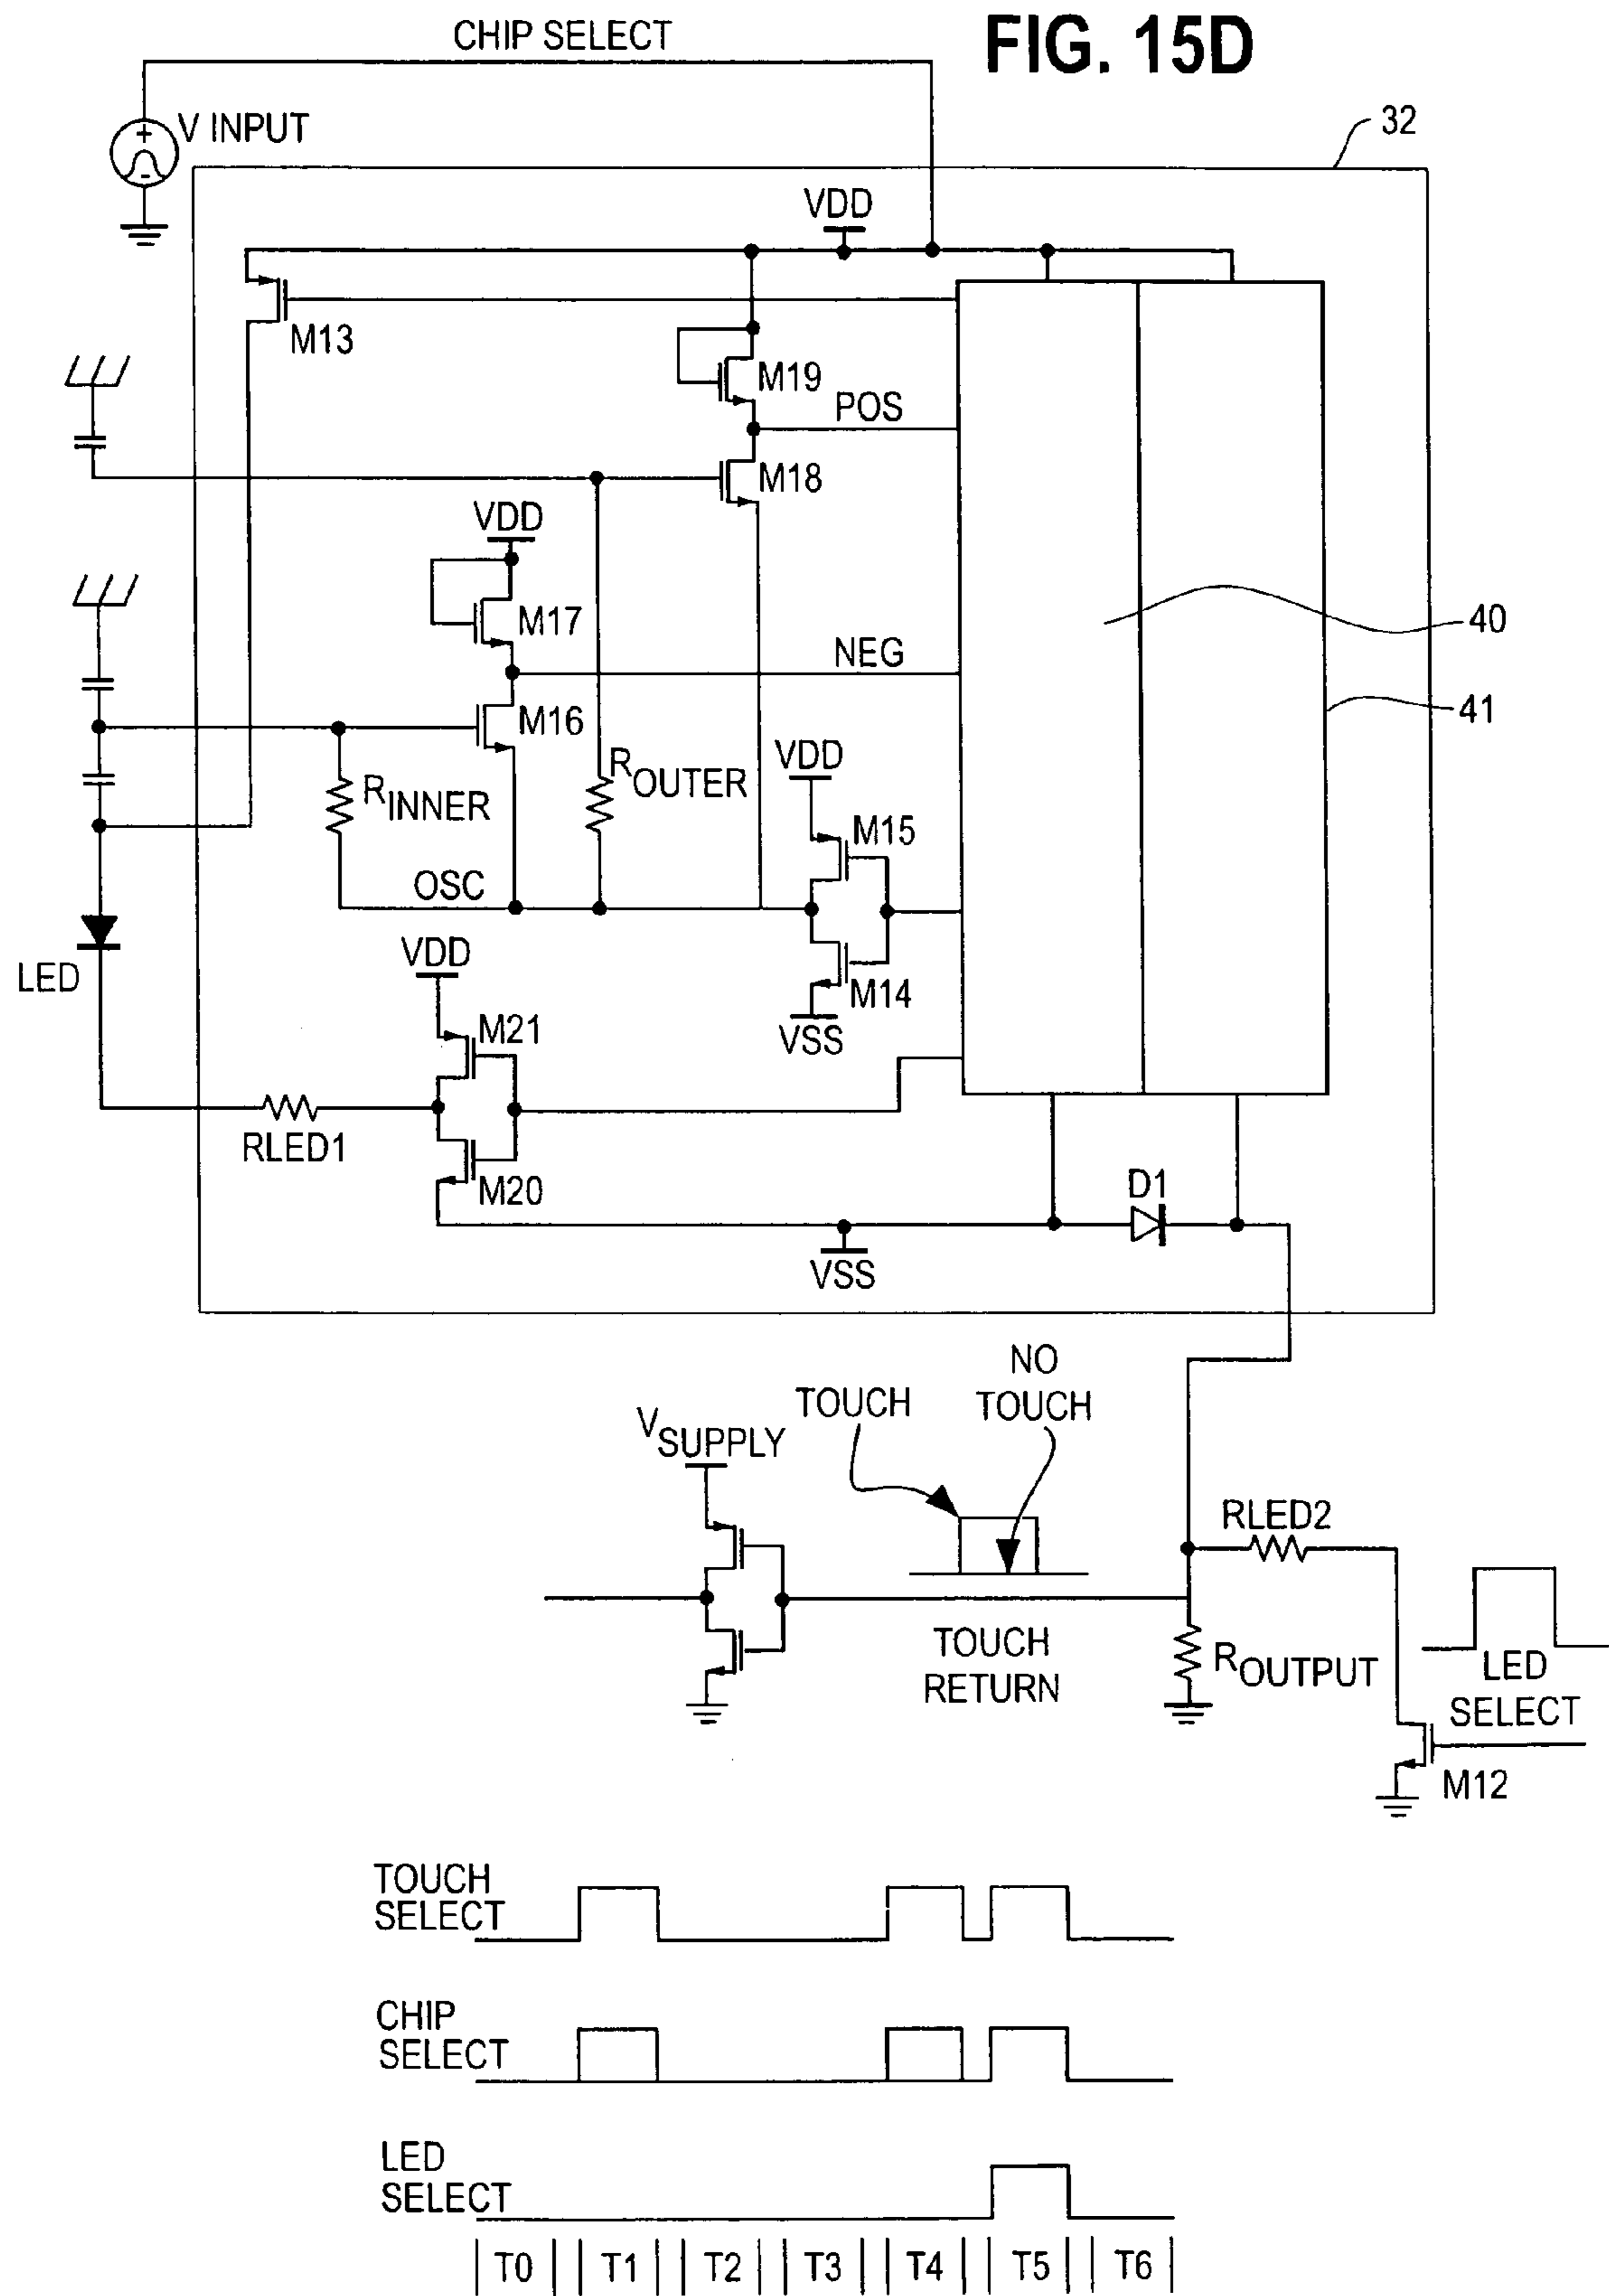 FIG. 15D
CHIP SELECT
V INPUT
32
VDD
M13
M19
POS
M18
VDD
M17
NEG
40
M16
41
RINNER
ROUTER
VDD
M15
OSC
LED
VDD
M14
VSS
M21
RLED1
M20
D1
VSS
NO
TOUCH
TOUCH
VSUPPLY
RLED2
TOUCH
RETURN
ROUTPUT
LED
SELECT
M12
TOUCH
SELECT
CHIP
SELECT
LED
SELECT
T0 T1 T2 T3 T4 T5 T6